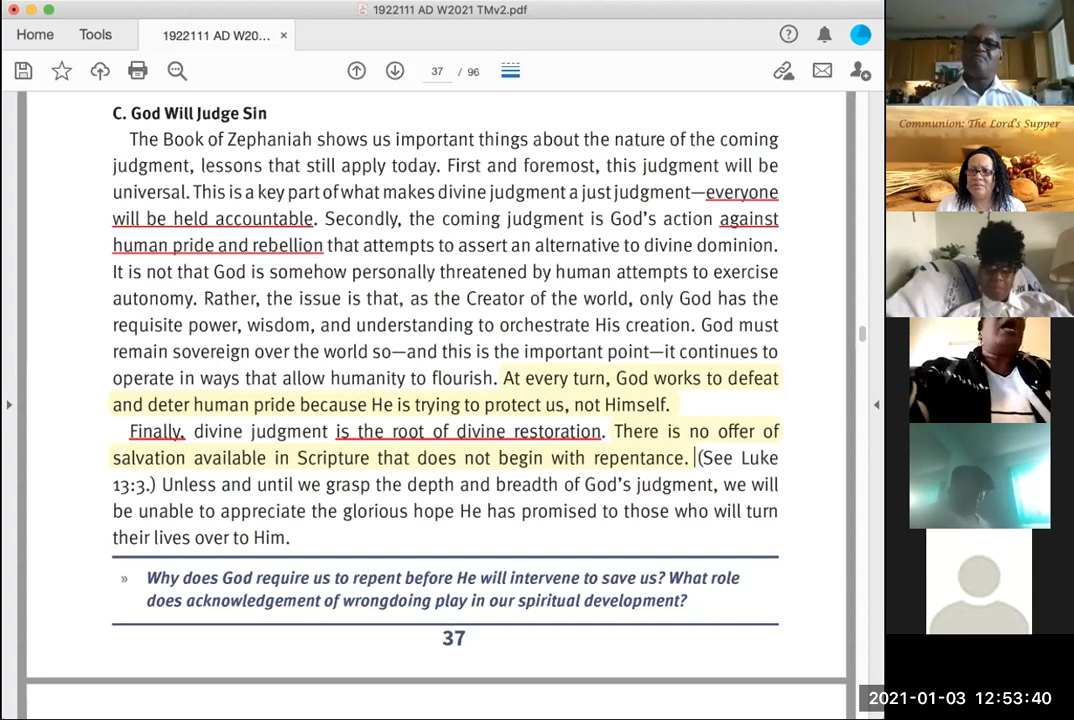 1922111 AD W2021 TMv2.pdf
Home Tools 1922111 AD W20... ×
37 / 96
C. God Will Judge Sin
The Book of Zephaniah shows us important things about the nature of the coming
judgment, lessons that still apply today. First and foremost, this judgment will be
universal. This is a key part of what makes divine judgment a just judgment—everyone
will be held accountable. Secondly, the coming judgment is God's action against
human pride and rebellion that attempts to assert an alternative to divine dominion.
It is not that God is somehow personally threatened by human attempts to exercise
autonomy. Rather, the issue is that, as the Creator of the world, only God has the
requisite power, wisdom, and understanding to orchestrate His creation. God must
remain sovereign over the world so—and this is the important point—it continues to
operate in ways that allow humanity to flourish. At every turn, God works to defeat
and deter human pride because He is trying to protect us, not Himself.
Finally, divine judgment is the root of divine restoration. There is no offer of
salvation available in Scripture that does not begin with repentance. (See Luke
13:3.) Unless and until we grasp the depth and breadth of God's judgment, we will
be unable to appreciate the glorious hope He has promised to those who will turn
their lives over to Him.
» Why does God require us to repent before He will intervene to save us? What role
does acknowledgement of wrongdoing play in our spiritual development?
37
Communion: The Lord's Supper
2021-01-03 12:53:40